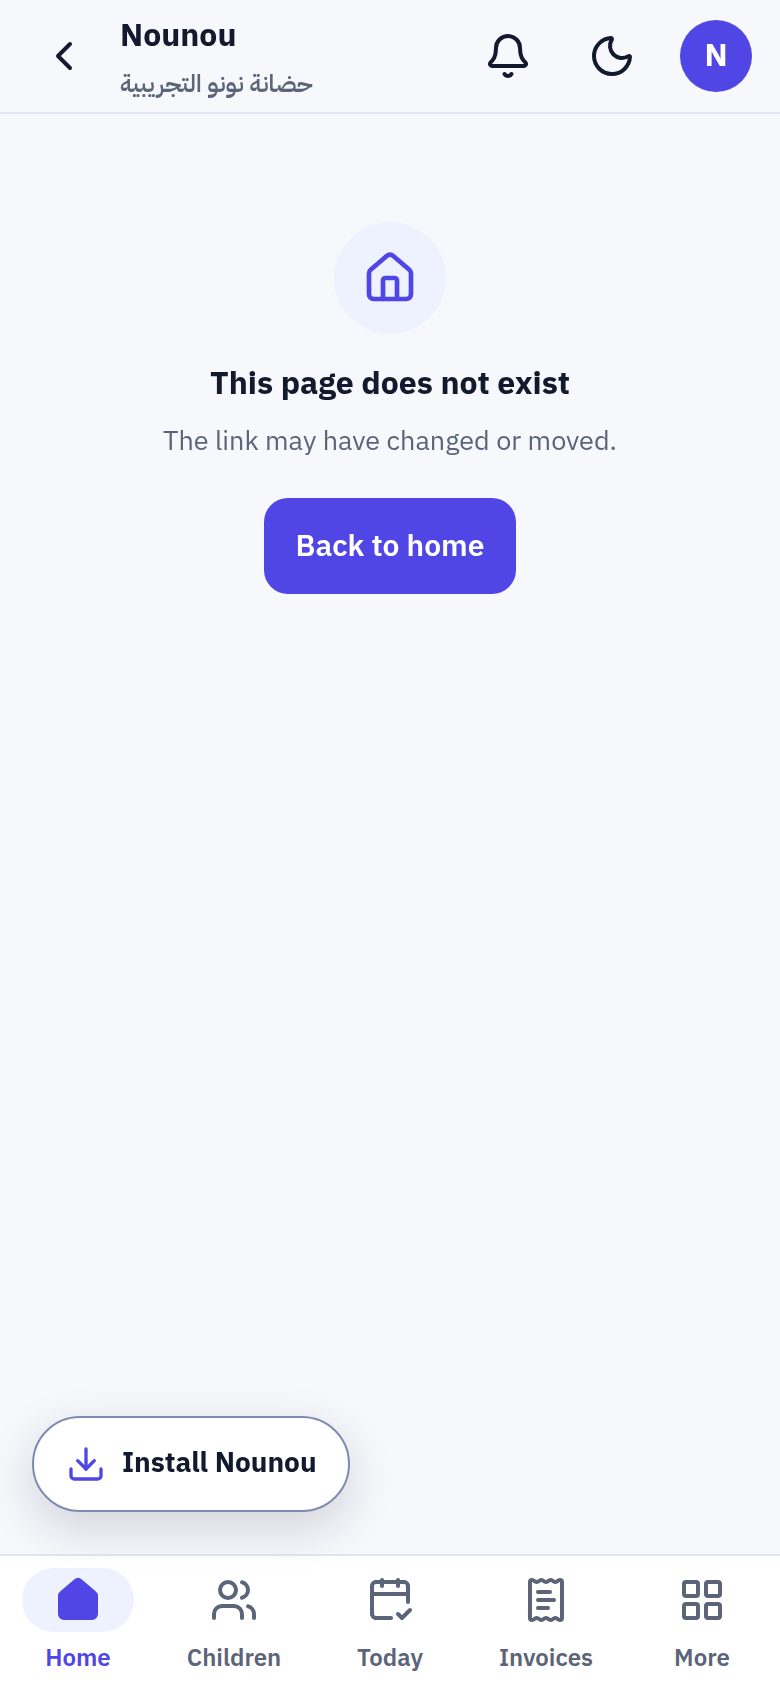 Nounou
حضانة نونو التجريبية
N
This page does not exist
The link may have changed or moved.
Back to home
Install Nounou
Home
Children
Today
Invoices
More